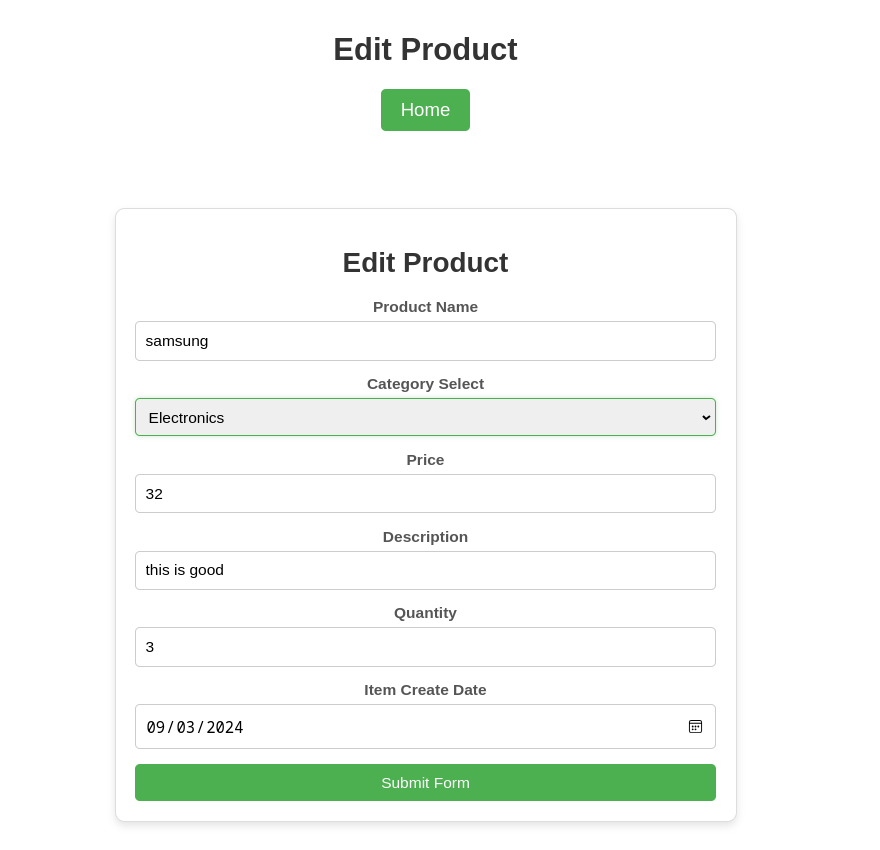 Edit Product
Home
Edit Product
Product Name
samsung
Category Select
Electronics
Price
32
Description
this is good
Quantity
3
Item Create Date
09/03/2024
Submit Form